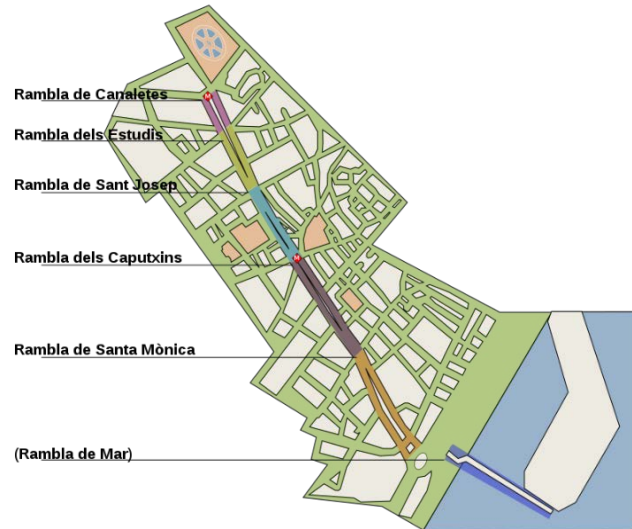 Rambla de Canaletes
M
Rambla dels Estudis
Rambla de Sant Josep
Rambla dels Caputxins
M
Rambla de Santa Mònica
(Rambla de Mar)